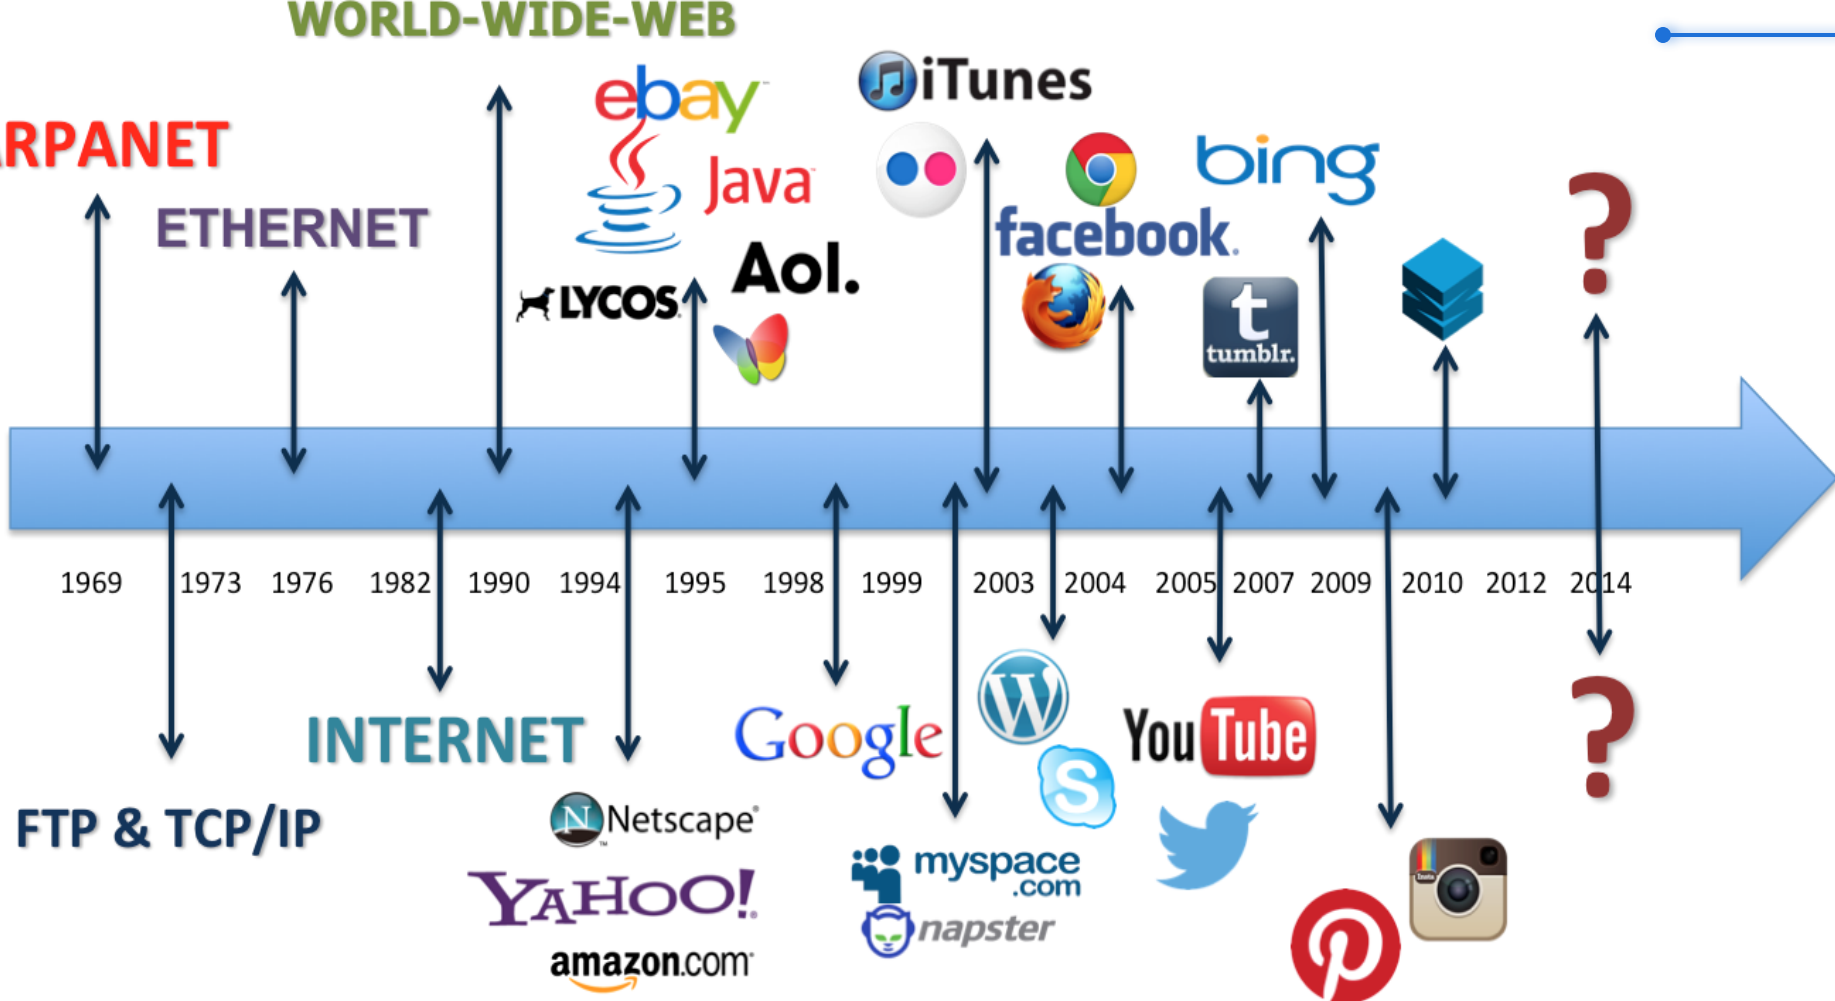 WORLD-WIDE-WEB
ebay
iTunes
RPANET
Java
bing
ETHERNET
facebook.
Aol.
LYCOS
t
tumblr.
?
1969 1973 1976 1982 1990 1994 1995 1998 1999 2003 2004 2005 2007 2009 2010 2012 2014
W
INTERNET
Google
YouTube
?
S
FTP & TCP/IP
N Netscape
myspace
.com
YAHOO!
Insta
napster
amazon.com